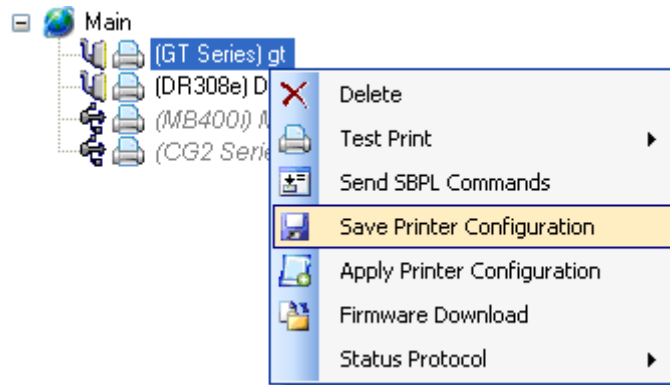 Main
(GT Series) gt
(DR308e) D
(MB400i)
(CG2 Serie
Delete
Test Print
Send SBPL Commands
Save Printer Configuration
Apply Printer Configuration
Firmware Download
Status Protocol